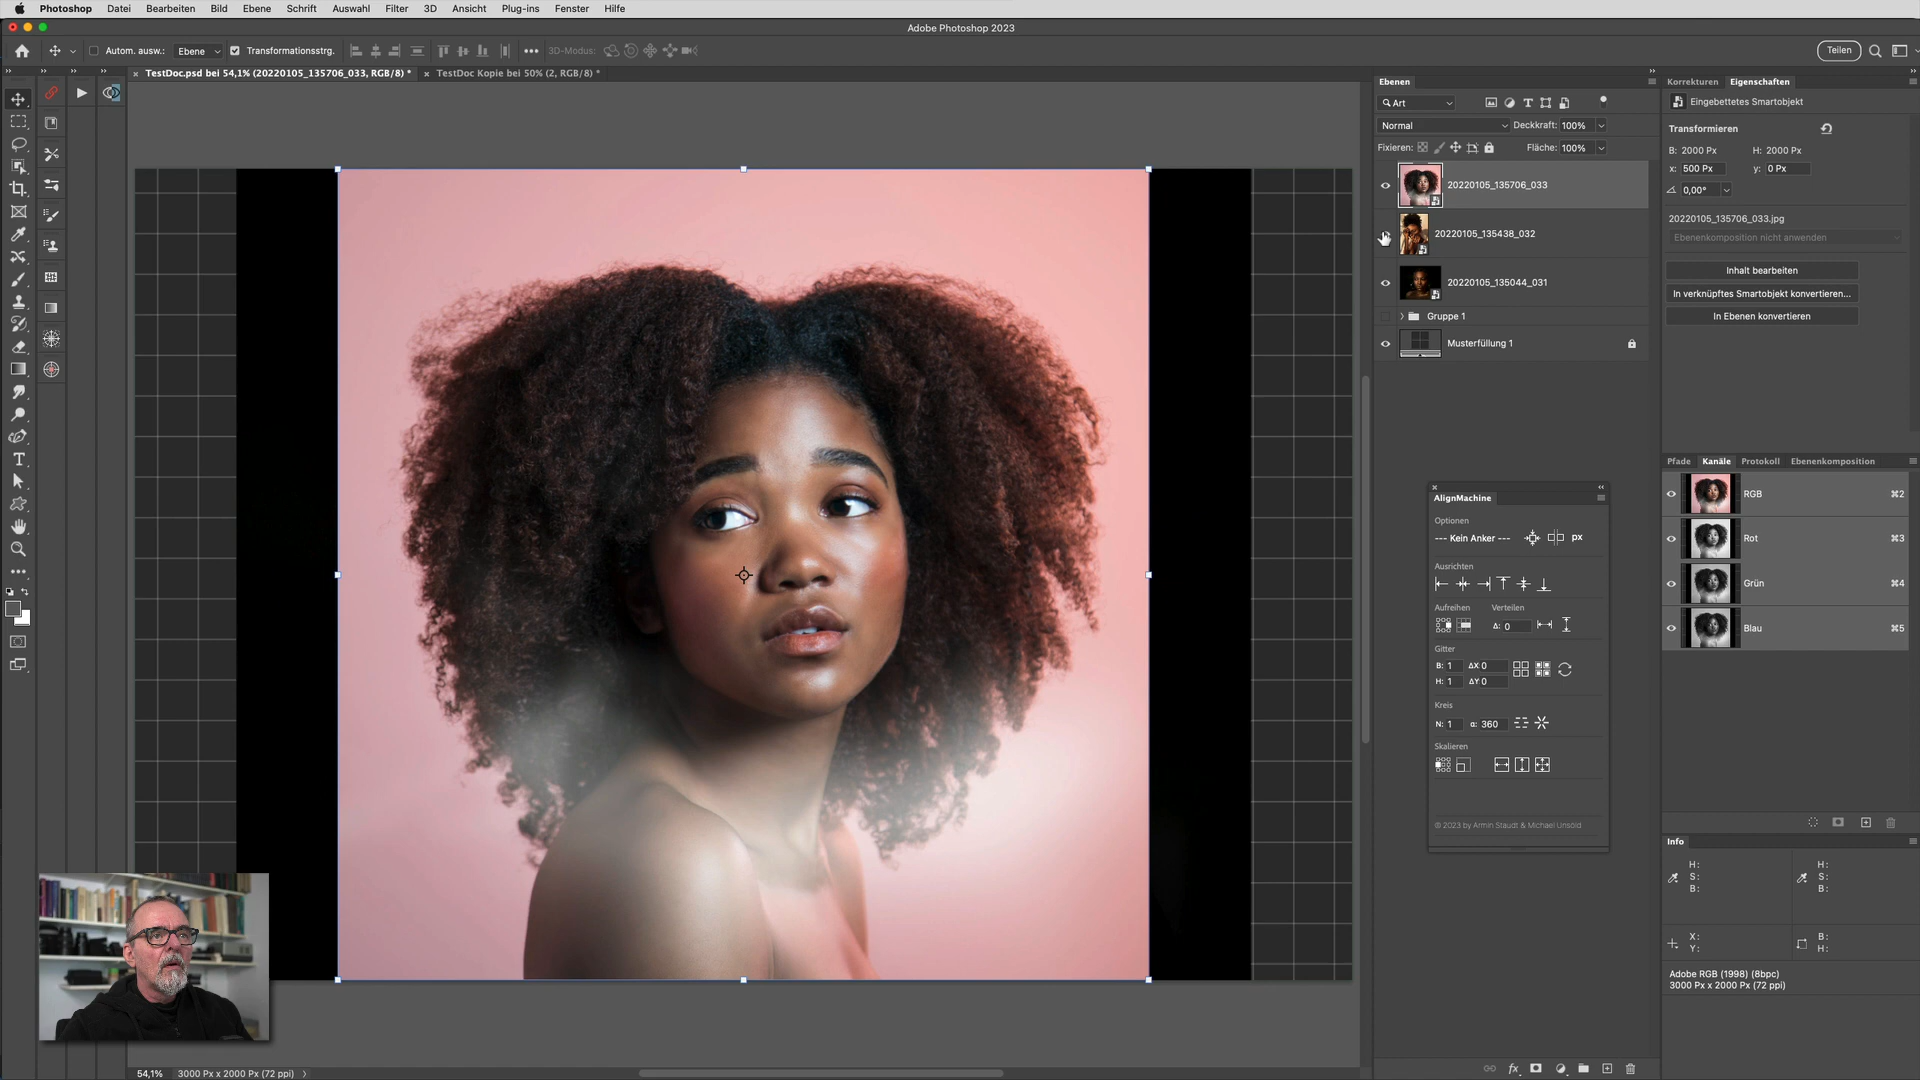 Photoshop Datei Bearbeiten Bild Ebene Schrift Auswahl Filter 3D Ansicht Plug-ins Fenster Hilfe
Adobe Photoshop 2023
Autom. ausw.: Ebene Transformationsstrg. 3D-Modus: Teilen
TestDoc.psd bei 54,1% (20220105_135706_033, RGB/8) * TestDoc Kopie bei 50% (2, RGB/8) *
Ebenen
Art
Normal Deckkraft: 100%
Fixieren: Fläche: 100%
20220105_135706_033
20220105_135438_032
20220105_135044_031
Gruppe 1
Musterfüllung 1
Korrekturen Eigenschaften
Eingebettetes Smartobjekt
Transformieren
B: 2000 Px H: 2000 Px
x: 500 Px y: 0 Px
0,00°
20220105_135706_033.jpg
Ebenenkomposition nicht anwenden
Inhalt bearbeiten
In verknüpftes Smartobjekt konvertieren...
In Ebenen konvertieren
Pfade Kanäle Protokoll Ebenenkomposition
RGB ⌘2
Rot ⌘3
Grün ⌘4
Blau ⌘5
AlignMachine
Optionen
--- Kein Anker --- px
Ausrichten
Aufreihen Verteilen
Δ: 0
Gitter
B: 1 ΔX: 0
H: 1 ΔY: 0
Kreis
N: 1 α: 360
Skalieren
© 2023 by Armin Staudt & Michael Unsöld
Info
H: H:
S: S:
B: B:
X: B:
Y: H:
Adobe RGB (1998) (8bpc)
3000 Px x 2000 Px (72 ppi)
54,1% 3000 Px x 2000 Px (72 ppi)
fx